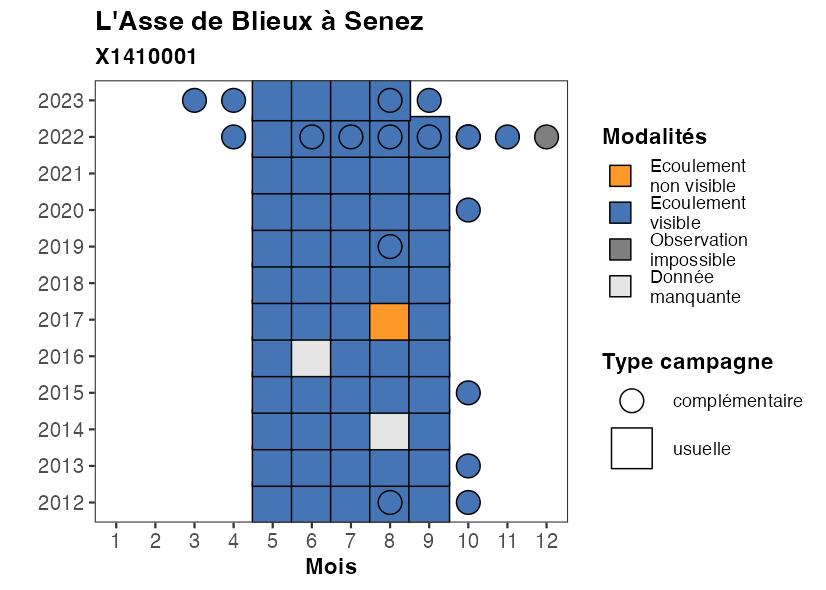 L'Asse de Blieux à Senez
X1410001
2023
2022
2021
2020
2019
2018
2017
2016
2015
2014
2013
2012
1 2 3 4 5 6 7 8 9 10 11 12
Mois
Modalités
Ecoulement
non visible
Ecoulement
visible
Observation
impossible
Donnée
manquante
Type campagne
complémentaire
usuelle